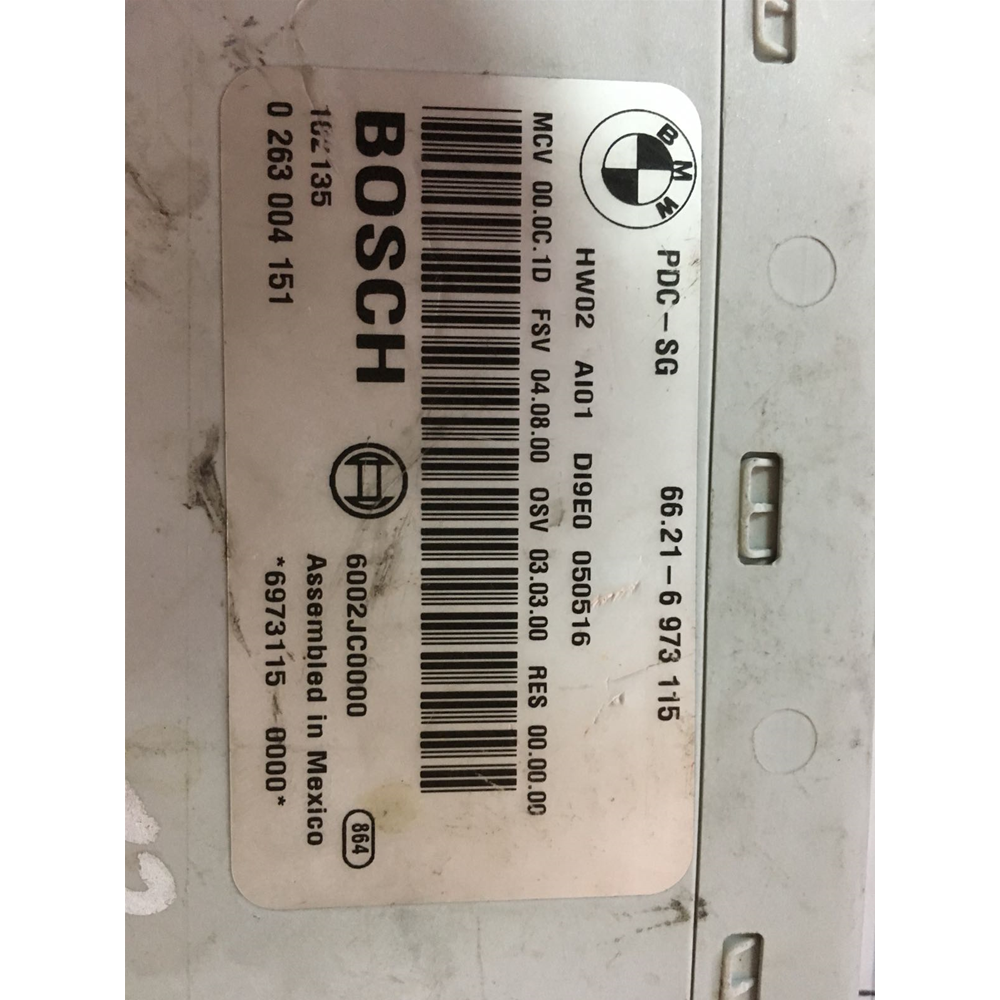 BMW
PDC-SG 66.21-6 973 115
HW02 AI01 DI9E0 050516
MCV 00.0C.1D FSV 04.08.00 OSV 03.03.00 RES 00.00.00
BOSCH 6002JC0000
Assembled in Mexico 864
0 263 004 151 *6973115-0000*